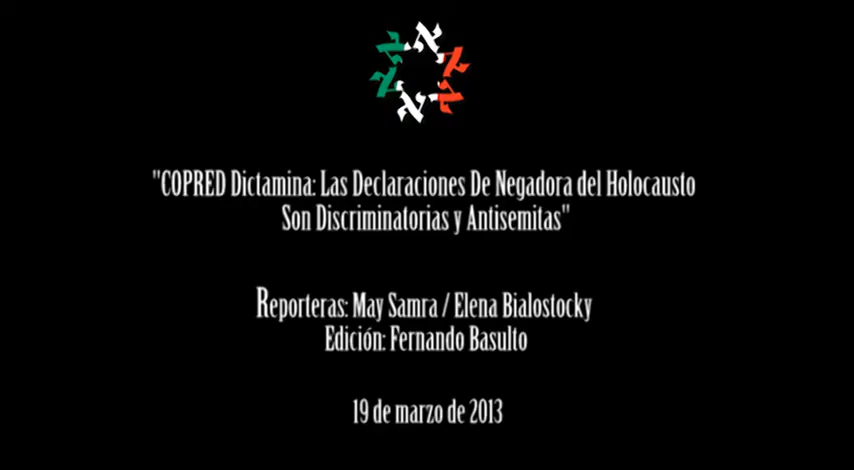 "COPRED Dictamina: Las Declaraciones De Negadora del Holocausto
Son Discriminatorias y Antisemitas"
Reporteras: May Samra / Elena Bialostocky
Edición: Fernando Basulto
19 de marzo de 2013